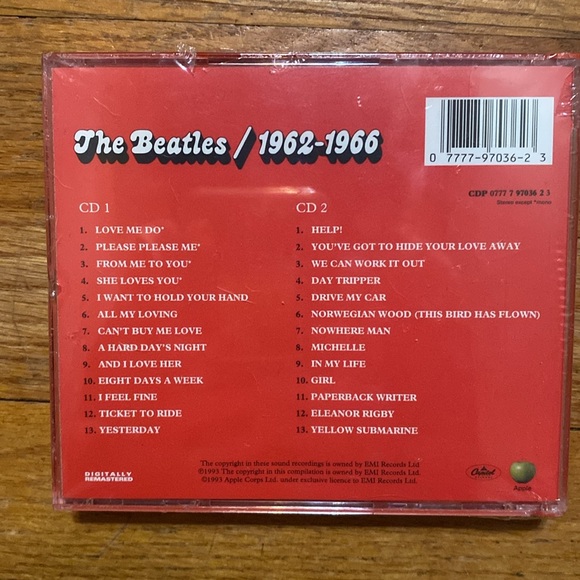 The Beatles / 1962-1966
0 7777-97036-2 3
CDP 0777 7 97036 2 3
Stereo except *mono
CD 1
1. LOVE ME DO*
2. PLEASE PLEASE ME*
3. FROM ME TO YOU*
4. SHE LOVES YOU*
5. I WANT TO HOLD YOUR HAND
6. ALL MY LOVING
7. CAN'T BUY ME LOVE
8. A HARD DAY'S NIGHT
9. AND I LOVE HER
10. EIGHT DAYS A WEEK
11. I FEEL FINE
12. TICKET TO RIDE
13. YESTERDAY
CD 2
1. HELP!
2. YOU'VE GOT TO HIDE YOUR LOVE AWAY
3. WE CAN WORK IT OUT
4. DAY TRIPPER
5. DRIVE MY CAR
6. NORWEGIAN WOOD (THIS BIRD HAS FLOWN)
7. NOWHERE MAN
8. MICHELLE
9. IN MY LIFE
10. GIRL
11. PAPERBACK WRITER
12. ELEANOR RIGBY
13. YELLOW SUBMARINE
DIGITALLY
REMASTERED
℗The copyright in these sound recordings is owned by EMI Records Ltd
©1993 The copyright in this compilation is owned by EMI Records Ltd.
©1993 Apple Corps Ltd. under exclusive licence to EMI Records Ltd.
Capitol
Apple